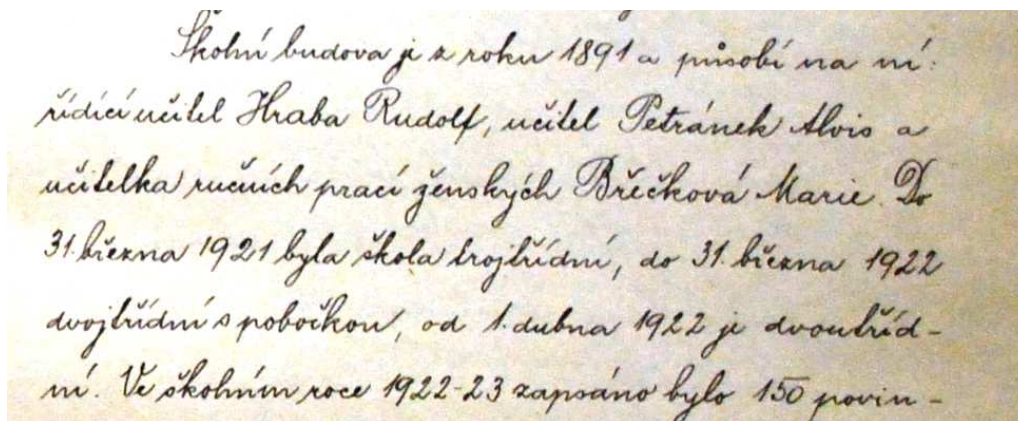 Školní budova je z roku 1891 a působí na ní:
řídící učitel Hraba Rudolf, učitel Petránek Alois a
učitelka ručních prací ženských Břečková Marie. Do
31. března 1921 byla škola trojtřídní, do 31. března 1922
dvojtřídní s pobočkou, od 1. dubna 1922 je dvoutříd-
ní. Ve školním roce 1922-23 zapsáno bylo 150 povin-